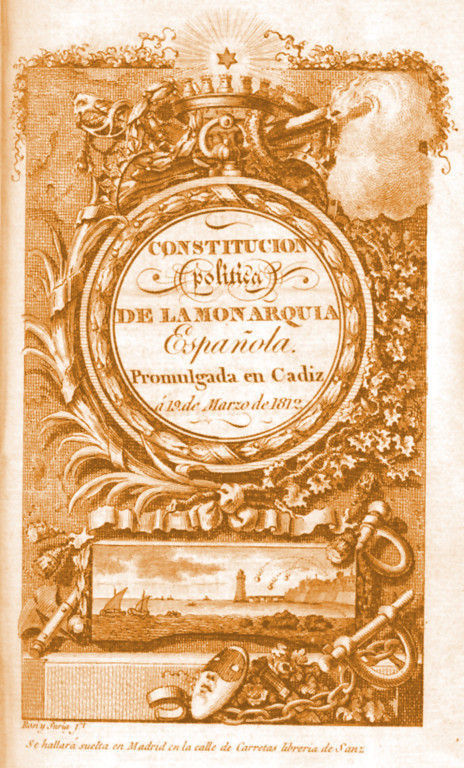 CONSTITUCION
politica
DE LA MONARQUIA
Española.
Promulgada en Cadiz
á 19 de Marzo de 1812.
Se hallará suelta en Madrid en la calle de Carretas libreria de Sanz